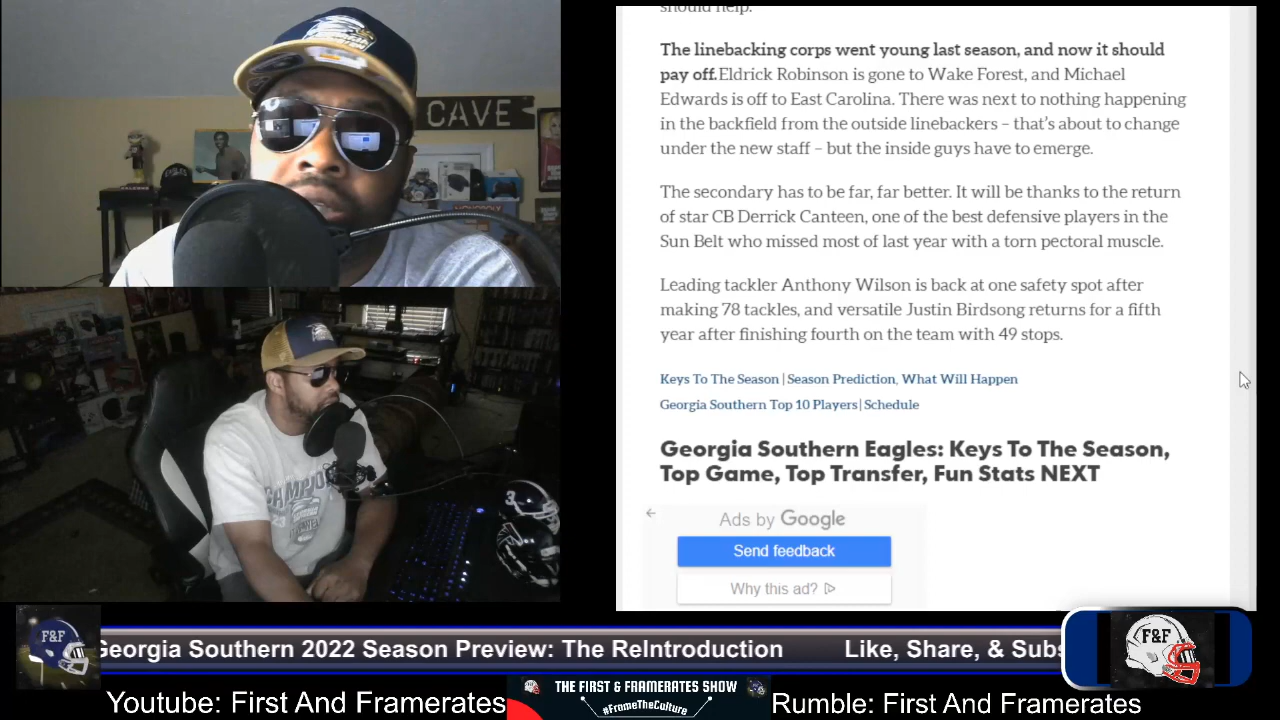 should help.
The linebacking corps went young last season, and now it should
pay off.Eldrick Robinson is gone to Wake Forest, and Michael
Edwards is off to East Carolina. There was next to nothing happening
in the backfield from the outside linebackers – that's about to change
under the new staff – but the inside guys have to emerge.
The secondary has to be far, far better. It will be thanks to the return
of star CB Derrick Canteen, one of the best defensive players in the
Sun Belt who missed most of last year with a torn pectoral muscle.
Leading tackler Anthony Wilson is back at one safety spot after
making 78 tackles, and versatile Justin Birdsong returns for a fifth
year after finishing fourth on the team with 49 stops.
Keys To The Season | Season Prediction, What Will Happen
Georgia Southern Top 10 Players | Schedule
Georgia Southern Eagles: Keys To The Season,
Top Game, Top Transfer, Fun Stats NEXT
Ads by Google
Send feedback
Why this ad?
CAVE
3
F&F
Georgia Southern 2022 Season Preview: The ReIntroduction
Like, Share, & Subs
F&F
Youtube: First And Framerates
THE FIRST & FRAMERATES SHOW
#FrameTheCulture
Rumble: First And Framerates